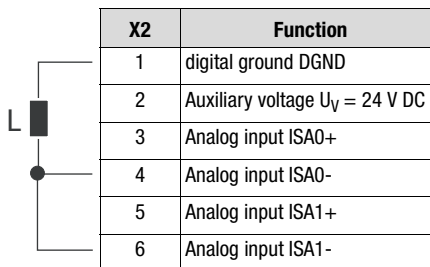 X2 Function
1 digital ground DGND
2 Auxiliary voltage UV = 24 V DC
3 Analog input ISA0+
L
4 Analog input ISA0-
5 Analog input ISA1+
6 Analog input ISA1-